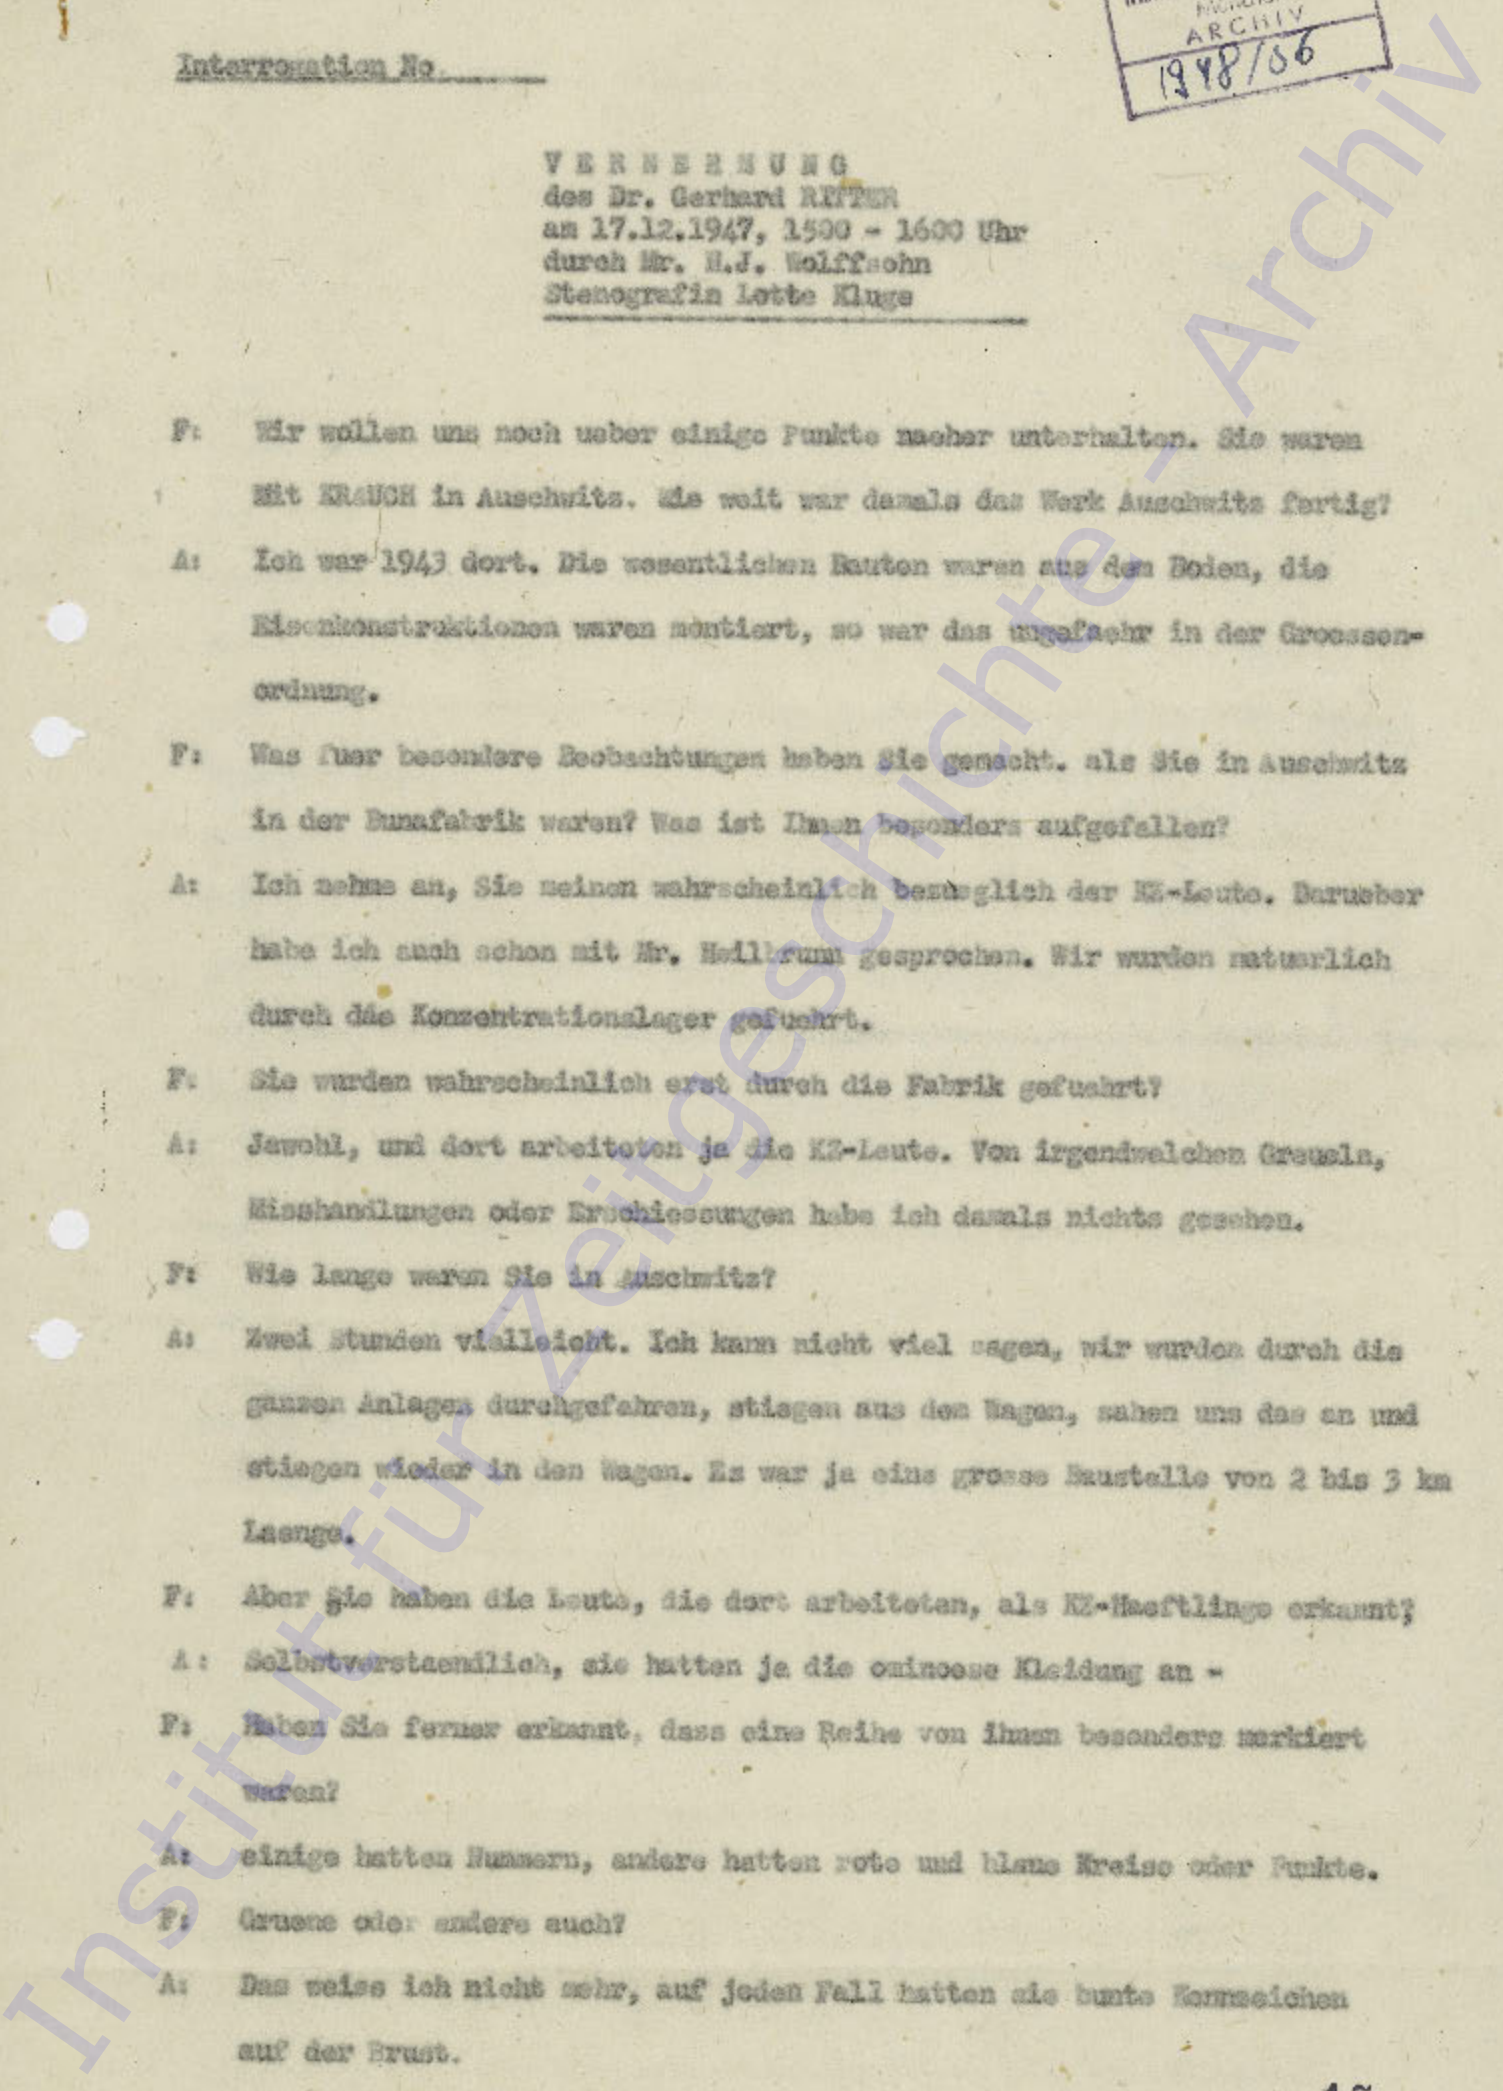 ARCHIV
1948/56
Interrogation No
VERNEHMUNG
des Dr. Gerhard RITTER
am 17.12.1947, 1500 - 1600 Uhr
durch Mr. H.J. Wolffsohn
Stenografin Lotte Kluge
F: Wir wollen uns noch ueber einige Punkte naeher unterhalten. Sie waren
Mit KRAUCH in Auschwitz. Wie weit war damals das Werk Auschwitz fertig?
A: Ich war 1943 dort. Die wesentlichen Bauten waren aus dem Boden, die
Eisenkonstruktionen waren montiert, so war das ungefaehr in der Groessen-
ordnung.
F: Was fuer besondere Beobachtungen haben Sie gemacht. als Sie in Auschwitz
in der Bunafabrik waren? Was ist Ihnen besonders aufgefallen?
A: Ich nehme an, Sie meinen wahrscheinlich bezueglich der KZ-Leute. Darueber
habe ich auch schon mit Mr. Heilbrunn gesprochen. Wir wurden natuerlich
durch das Konzentrationslager gefuehrt.
F: Sie wurden wahrscheinlich erst durch die Fabrik gefuehrt?
A: Jawohl, und dort arbeiteten ja die KZ-Leute. Von irgendwelchen Greueln,
Misshandlungen oder Erschiessungen habe ich damals nichts gesehen.
F: Wie lange waren Sie in Auschwitz?
A: Zwei Stunden vielleicht. Ich kann nicht viel sagen, wir wurden durch die
ganzen Anlagen durchgefahren, stiegen aus dem Wagen, sahen uns das an und
stiegen wieder in den Wagen. Es war ja eine grosse Baustelle von 2 bis 3 km
Laenge.
F: Aber Sie haben die Leute, die dort arbeiteten, als KZ-Haeftlinge erkannt?
A: Selbstverstaendlich, sie hatten ja die ominoese Kleidung an -
F: Haben Sie ferner erkannt, dass eine Reihe von ihnen besonders markiert
waren?
A: einige hatten Nummern, andere hatten rote und blaue Kreise oder Punkte.
F: Gruene oder andere auch?
A: Das weiss ich nicht mehr, auf jeden Fall hatten sie bunte Kennzeichen
auf der Brust.
Institut für Zeitgeschichte - Archiv